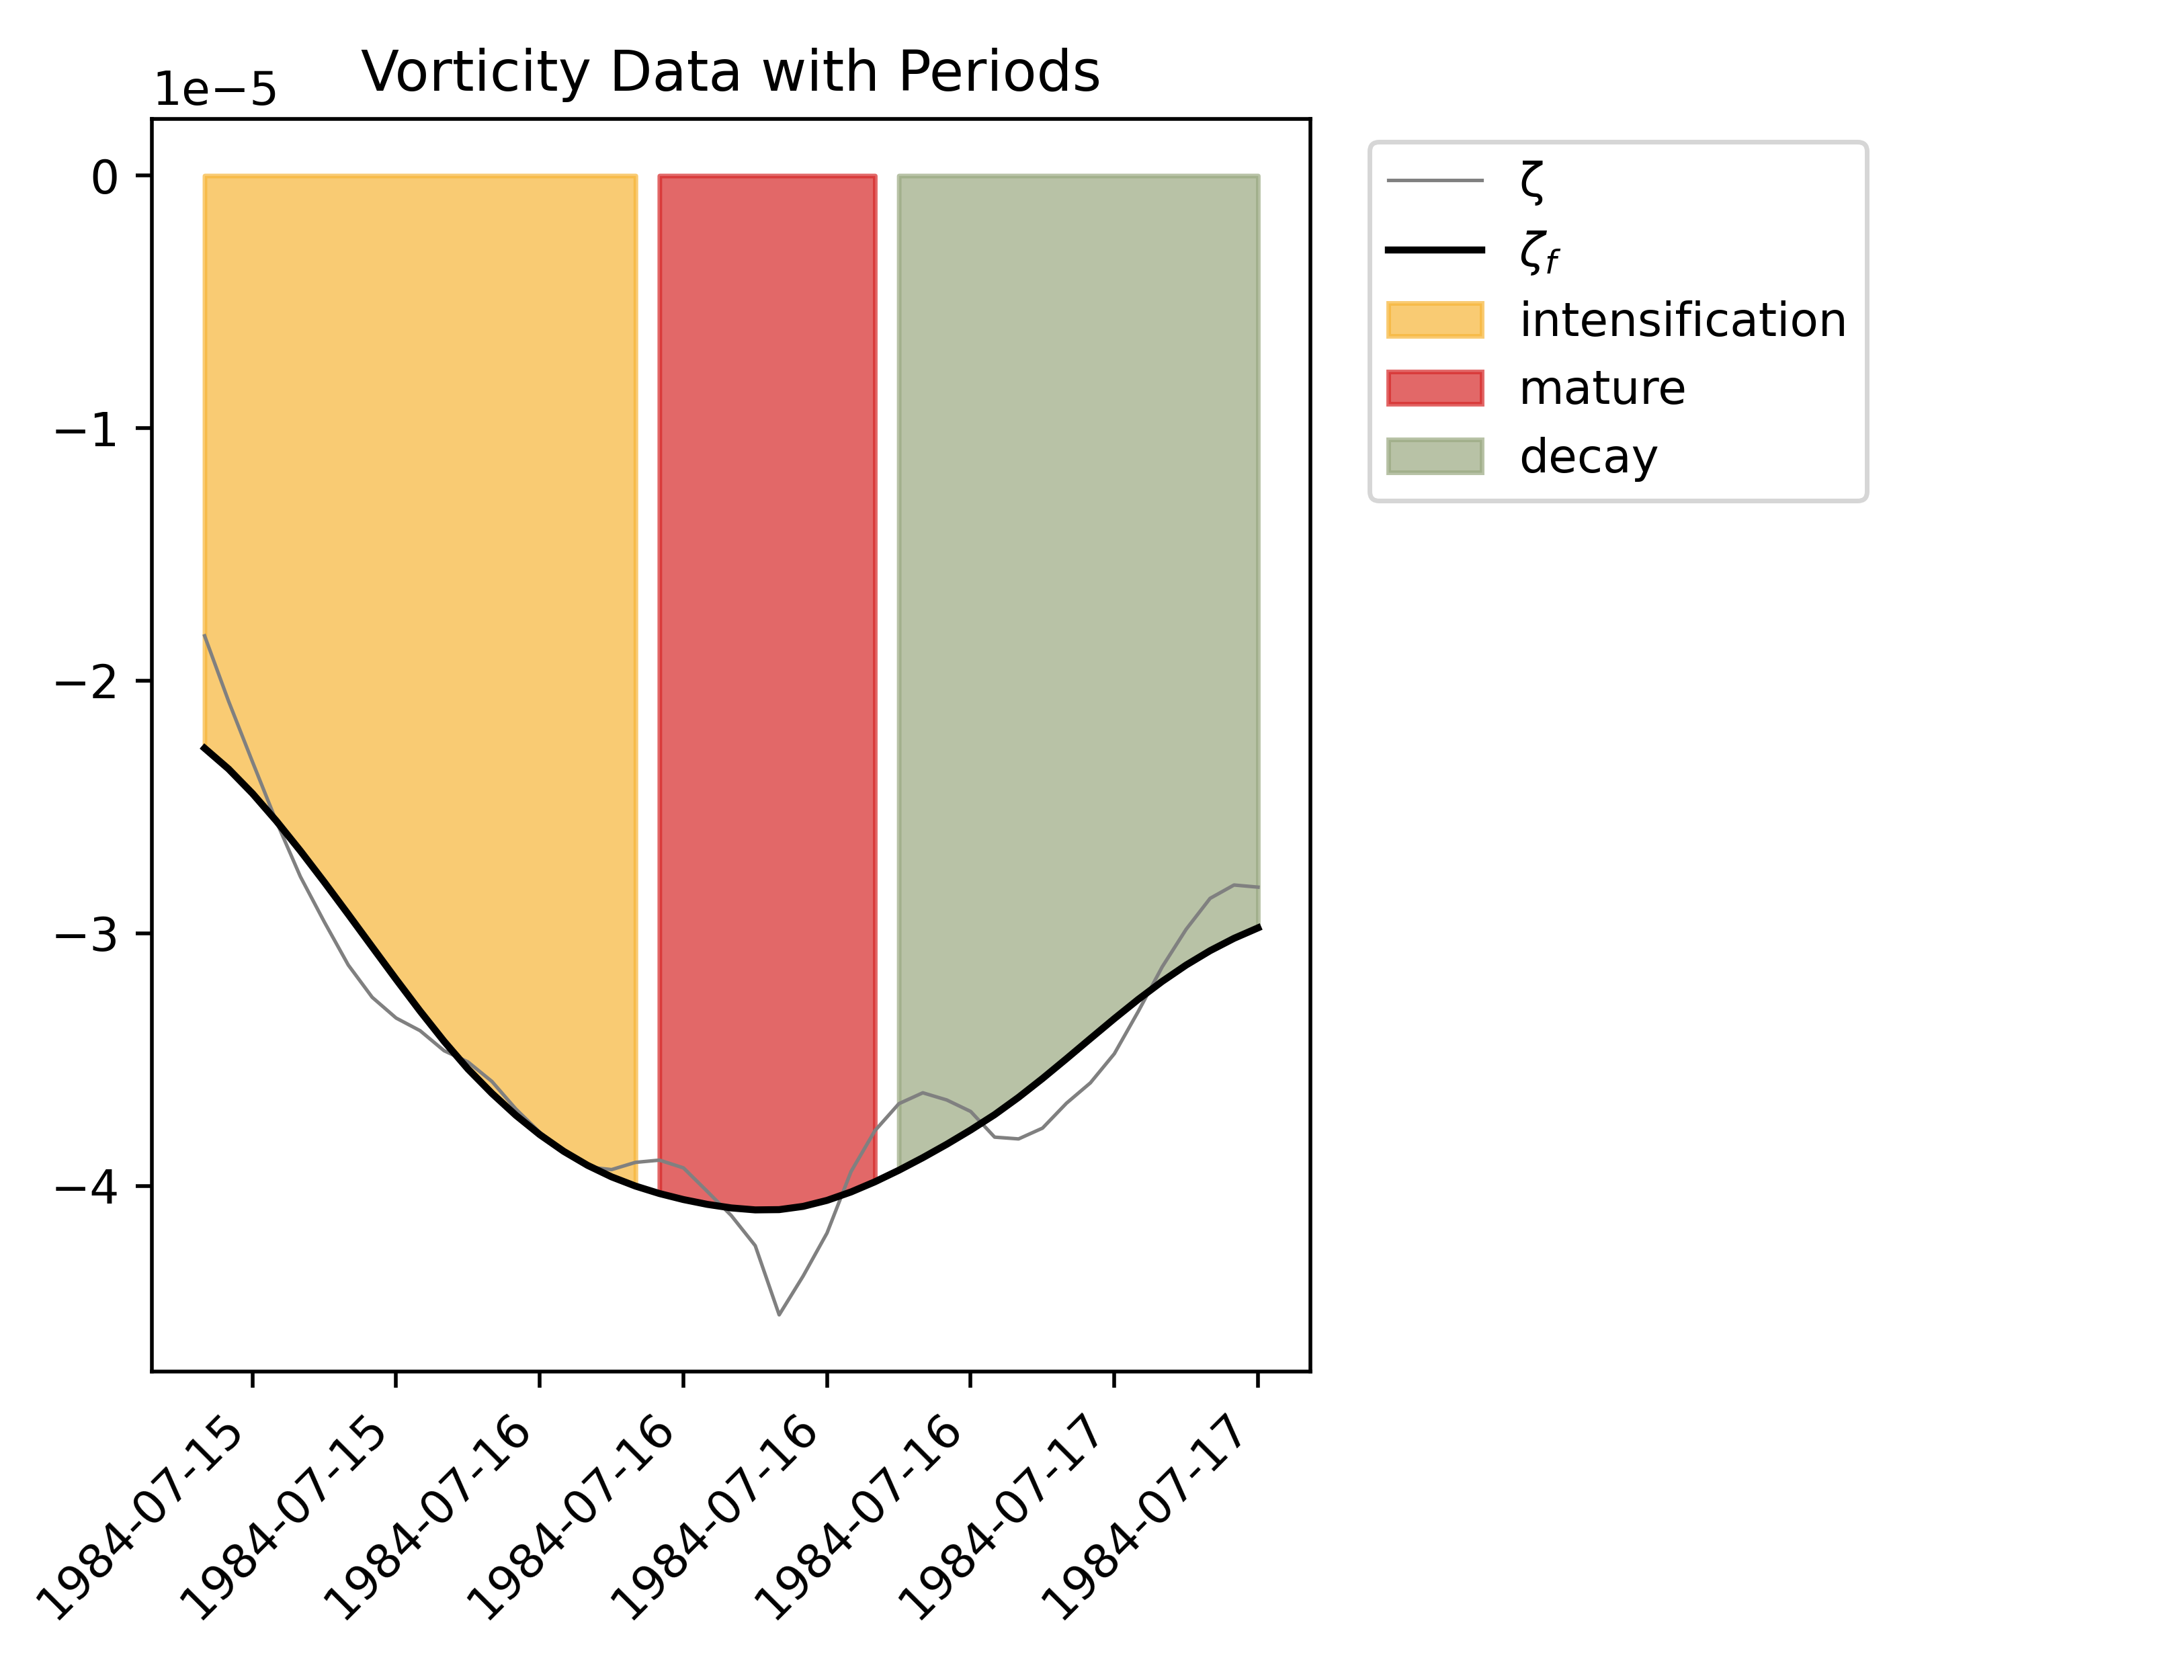 Vorticity Data with Periods
1e−5
0
−1
−2
−3
−4
1984-07-15
1984-07-15
1984-07-16
1984-07-16
1984-07-16
1984-07-16
1984-07-17
1984-07-17
ζ
ζf
intensification
mature
decay